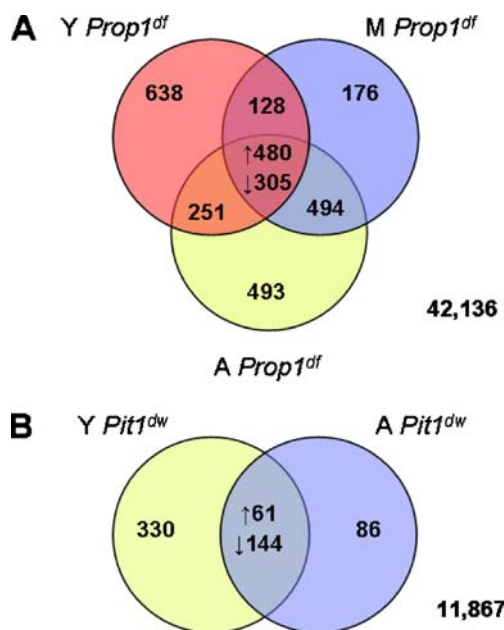 A Y Prop1df M Prop1df
638 128 176
↑480
↓305
251 494
493
42,136
A Prop1df
B Y Pit1dw A Pit1dw
330 ↑61 86
↓144
11,867